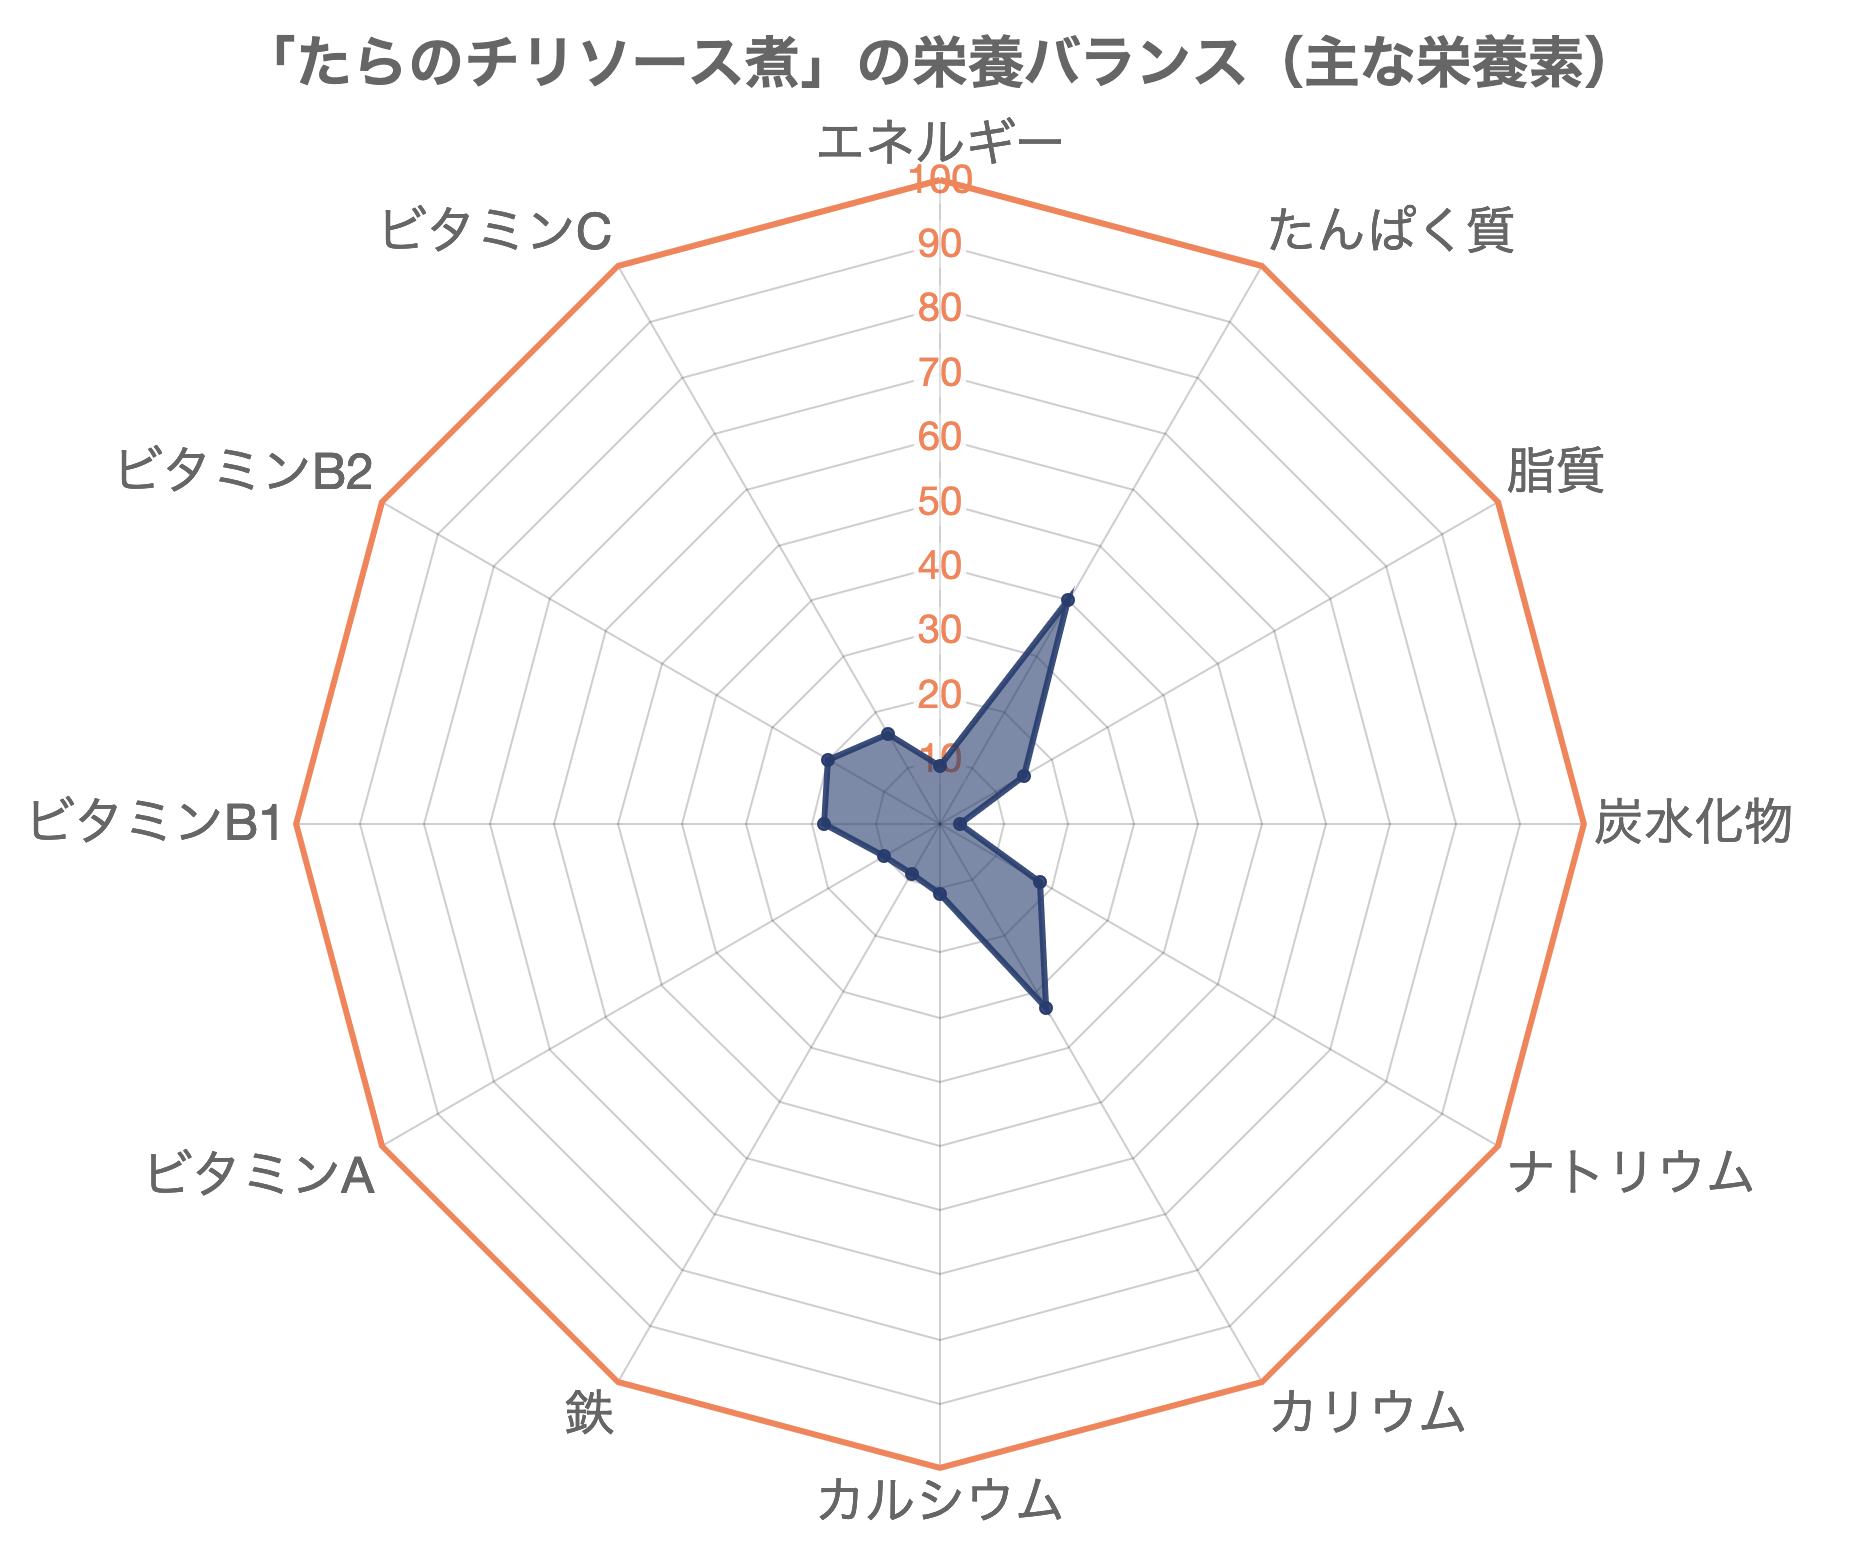 「たらのチリソース煮」の栄養バランス（主な栄養素）
エネルギー
たんぱく質
脂質
炭水化物
ナトリウム
カリウム
カルシウム
鉄
ビタミンA
ビタミンB1
ビタミンB2
ビタミンC
100
90
80
70
60
50
40
30
20
10